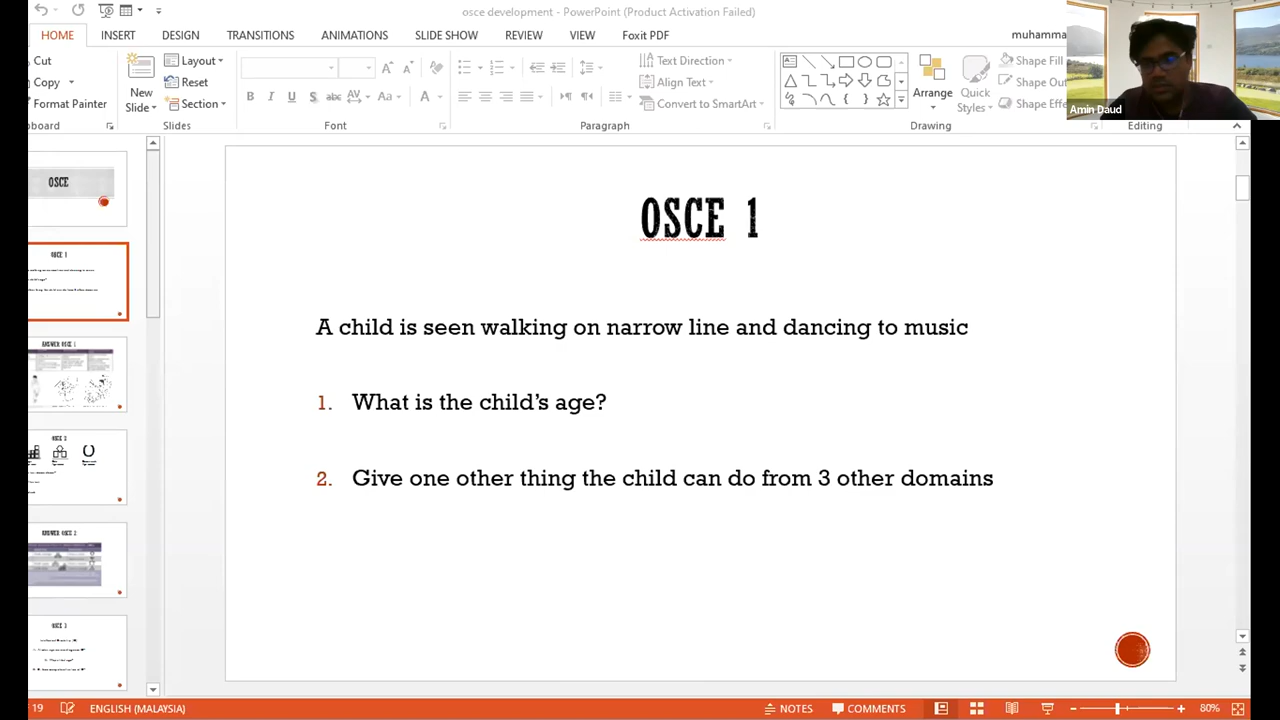 osce development - PowerPoint (Product Activation Failed)
HOME INSERT DESIGN TRANSITIONS ANIMATIONS SLIDE SHOW REVIEW VIEW Foxit PDF muhamma
Cut
Copy
Format Painter
board
New
Slide
Layout
Reset
Section
Slides
B I U S abc AV Aa A
Font
Text Direction
Align Text
Convert to SmartArt
Paragraph
Arrange
Quick
Styles
Shape Fill
Shape Ou
Shape Effe
Drawing
Editing
Amin Daud
OSCE
OSCE 1
ANSWER OSCE 1
OSCE 2
ANSWER OSCE 2
OSCE 3
OSCE 1
A child is seen walking on narrow line and dancing to music
1. What is the child's age?
2. Give one other thing the child can do from 3 other domains
19 ENGLISH (MALAYSIA) NOTES COMMENTS 80%